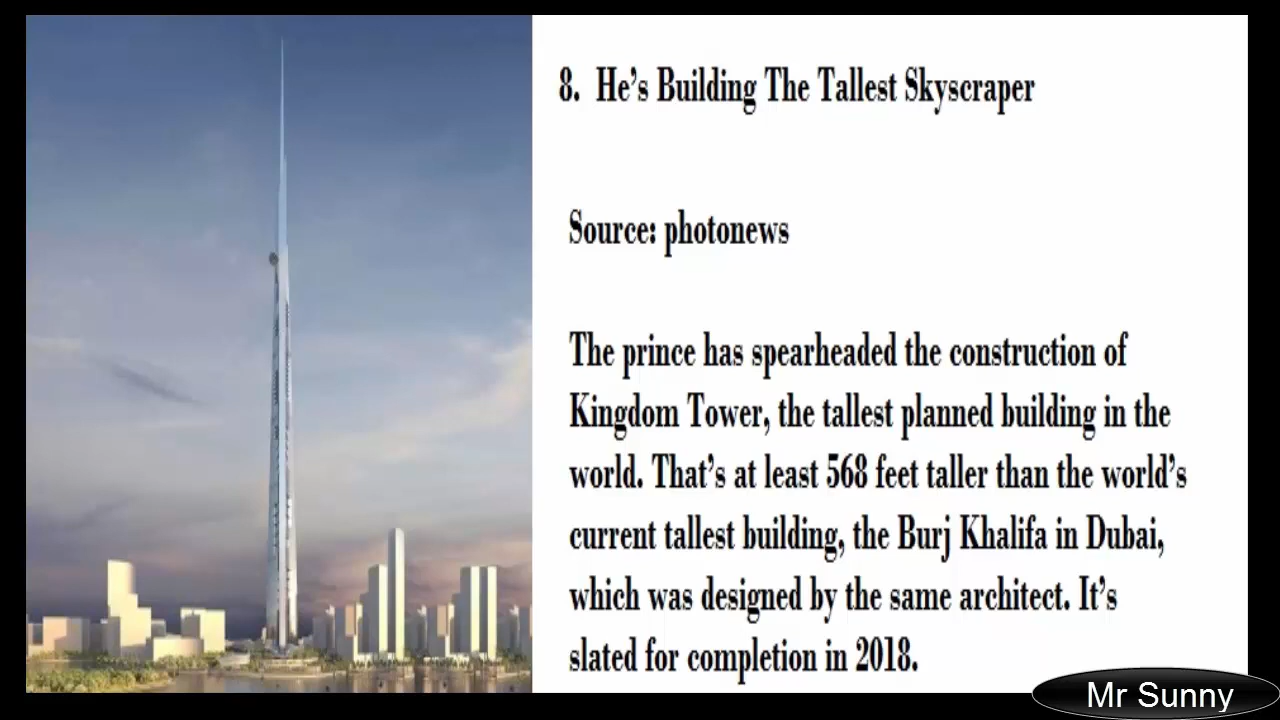 8. He's Building The Tallest Skyscraper
Source: photonews
The prince has spearheaded the construction of
Kingdom Tower, the tallest planned building in the
world. That's at least 568 feet taller than the world's
current tallest building, the Burj Khalifa in Dubai,
which was designed by the same architect. It's
slated for completion in 2018.
Mr Sunny